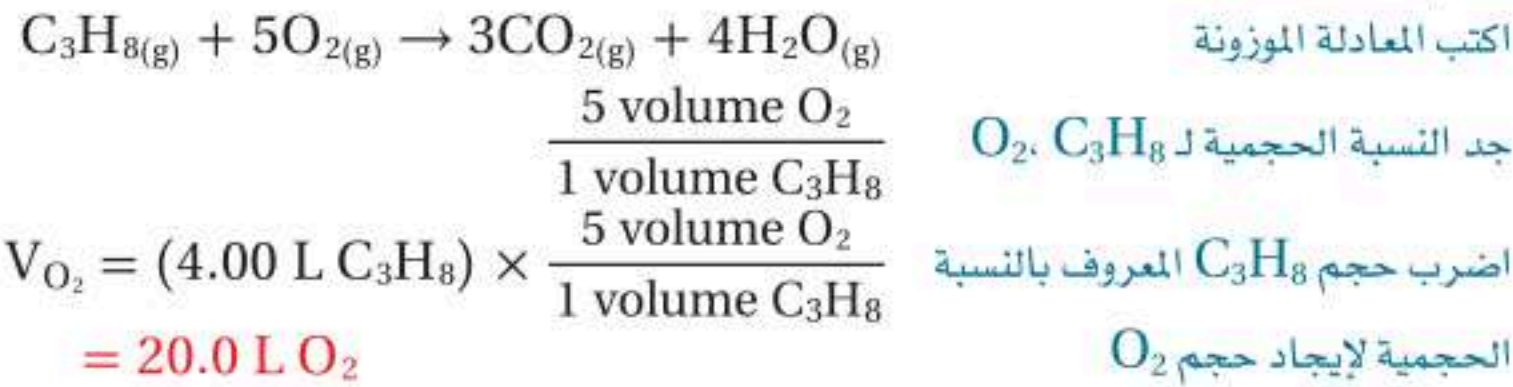 C₃H₈(g) + 5O₂(g) → 3CO₂(g) + 4H₂O(g)
اكتب المعادلة الموزونة
5 volume O₂
1 volume C₃H₈
جد النسبة الحجمية لـ O₂، C₃H₈
V_O₂ = (4.00 L C₃H₈) × 5 volume O₂ / 1 volume C₃H₈
اضرب حجم C₃H₈ المعروف بالنسبة
= 20.0 L O₂
الحجمية لإيجاد حجم O₂